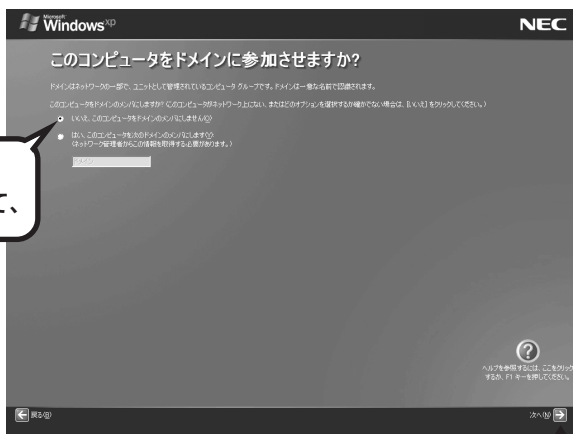 Microsoft
Windows xp
NEC
このコンピュータをドメインに参加させますか?
ドメインはネットワークの一部で、ユニットとして管理されているコンピュータ グループです。ドメインは一意な名前で認識されます。
このコンピュータをドメインのメンバにしますか? (このコンピュータがネットワーク上にない、またはどのオプションを選択するか確かでない場合は、[いいえ] をクリックしてください。)
いいえ、このコンピュータをドメインのメンバにしません(O)
はい、このコンピュータを次のドメインのメンバにします(Y)
(ネットワーク管理者からこの情報を取得する必要があります。)
ドメイン
て、
ヘルプを参照するには、ここをクリック
するか、F1 キーを押してください。
戻る(B)
次へ(N)